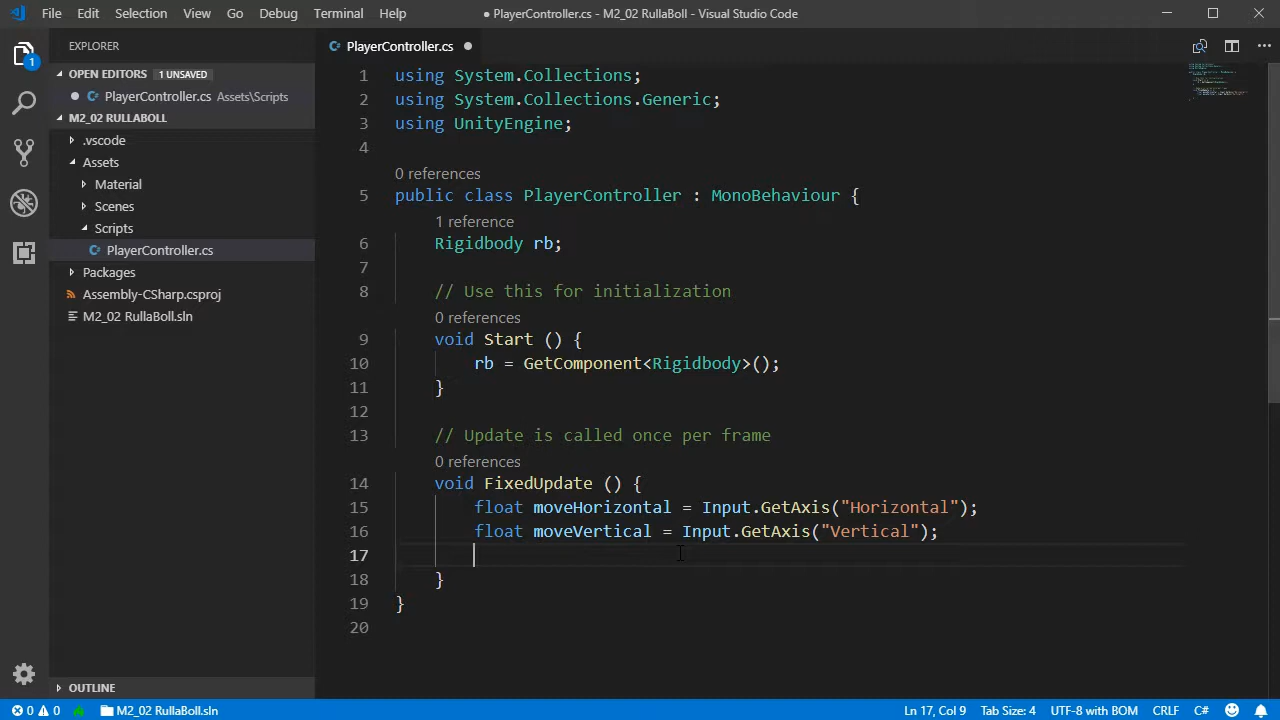 File Edit Selection View Go Debug Terminal Help
● PlayerController.cs - M2_02 RullaBoll - Visual Studio Code
EXPLORER
OPEN EDITORS 1 UNSAVED
● PlayerController.cs Assets\Scripts
M2_02 RULLABOLL
.vscode
Assets
Material
Scenes
Scripts
PlayerController.cs
Packages
Assembly-CSharp.csproj
M2_02 RullaBoll.sln
OUTLINE
1
PlayerController.cs ●
1 using System.Collections;
2 using System.Collections.Generic;
3 using UnityEngine;
4
0 references
5 public class PlayerController : MonoBehaviour {
1 reference
6 Rigidbody rb;
7
8 // Use this for initialization
0 references
9 void Start () {
10 rb = GetComponent<Rigidbody>();
11 }
12
13 // Update is called once per frame
0 references
14 void FixedUpdate () {
15 float moveHorizontal = Input.GetAxis("Horizontal");
16 float moveVertical = Input.GetAxis("Vertical");
17
18 }
19 }
20
0 0 M2_02 RullaBoll.sln
Ln 17, Col 9 Tab Size: 4 UTF-8 with BOM CRLF C#